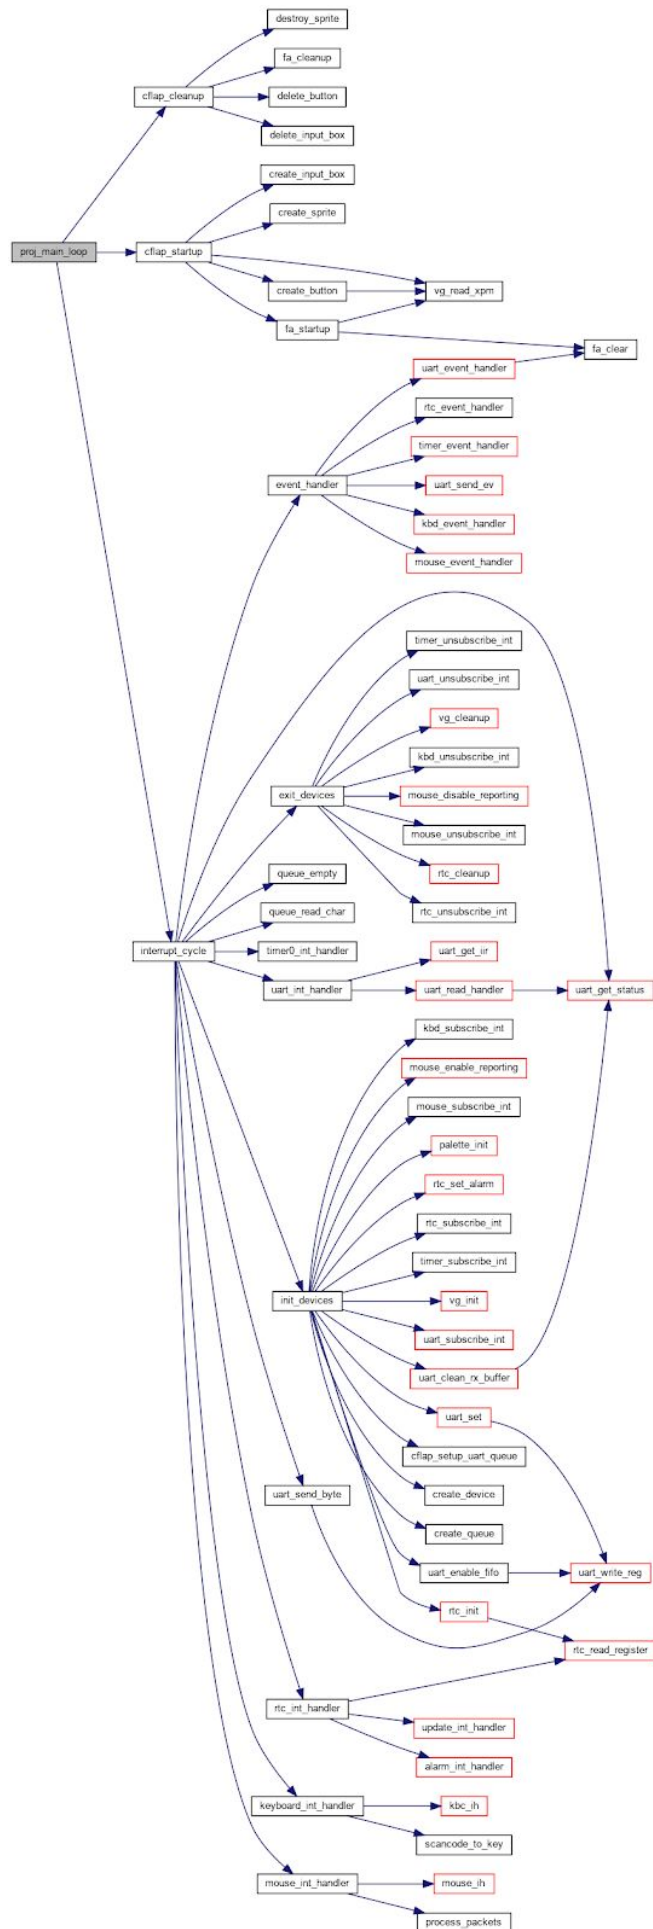 destroy_sprite
fa_cleanup
cflap_cleanup
delete_button
delete_input_box
create_input_box
create_sprite
proj_main_loop
cflap_startup
create_button
vg_read_xpm
fa_startup
fa_clear
uart_event_handler
rtc_event_handler
timer_event_handler
event_handler
uart_send_ev
kbd_event_handler
mouse_event_handler
timer_unsubscribe_int
uart_unsubscribe_int
vg_cleanup
kbd_unsubscribe_int
exit_devices
mouse_disable_reporting
mouse_unsubscribe_int
queue_empty
rtc_cleanup
queue_read_char
rtc_unsubscribe_int
interrupt_cycle
timer0_int_handler
uart_get_iir
uart_int_handler
uart_read_handler
uart_get_status
kbd_subscribe_int
mouse_enable_reporting
mouse_subscribe_int
palette_init
rtc_set_alarm
rtc_subscribe_int
timer_subscribe_int
init_devices
vg_init
uart_subscribe_int
uart_clean_rx_buffer
uart_set
cflap_setup_uart_queue
uart_send_byte
create_device
create_queue
uart_enable_fifo
uart_write_reg
rtc_init
rtc_read_register
rtc_int_handler
update_int_handler
alarm_int_handler
keyboard_int_handler
kbc_ih
scancode_to_key
mouse_int_handler
mouse_ih
process_packets